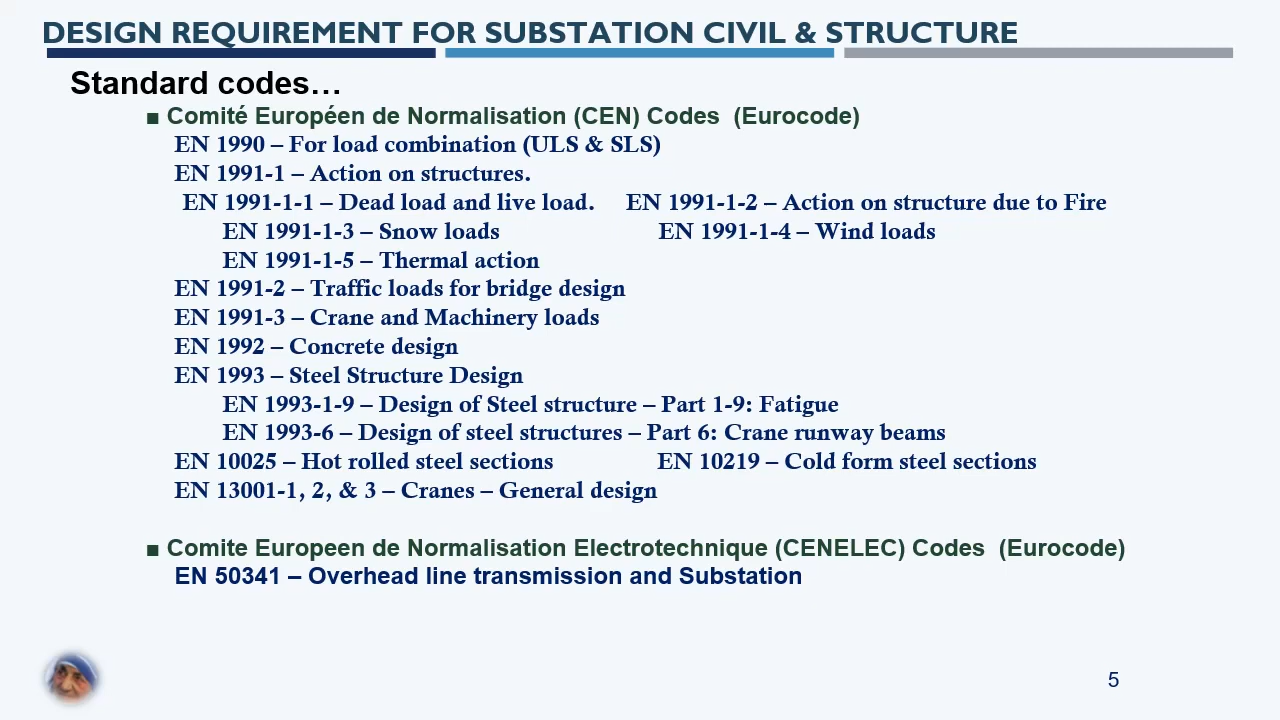 DESIGN REQUIREMENT FOR SUBSTATION CIVIL & STRUCTURE
Standard codes…
■ Comité Européen de Normalisation (CEN) Codes (Eurocode)
EN 1990 – For load combination (ULS & SLS)
EN 1991-1 – Action on structures.
EN 1991-1-1 – Dead load and live load. EN 1991-1-2 – Action on structure due to Fire
EN 1991-1-3 – Snow loads EN 1991-1-4 – Wind loads
EN 1991-1-5 – Thermal action
EN 1991-2 – Traffic loads for bridge design
EN 1991-3 – Crane and Machinery loads
EN 1992 – Concrete design
EN 1993 – Steel Structure Design
EN 1993-1-9 – Design of Steel structure – Part 1-9: Fatigue
EN 1993-6 – Design of steel structures – Part 6: Crane runway beams
EN 10025 – Hot rolled steel sections EN 10219 – Cold form steel sections
EN 13001-1, 2, & 3 – Cranes – General design
■ Comite Europeen de Normalisation Electrotechnique (CENELEC) Codes (Eurocode)
EN 50341 – Overhead line transmission and Substation
5